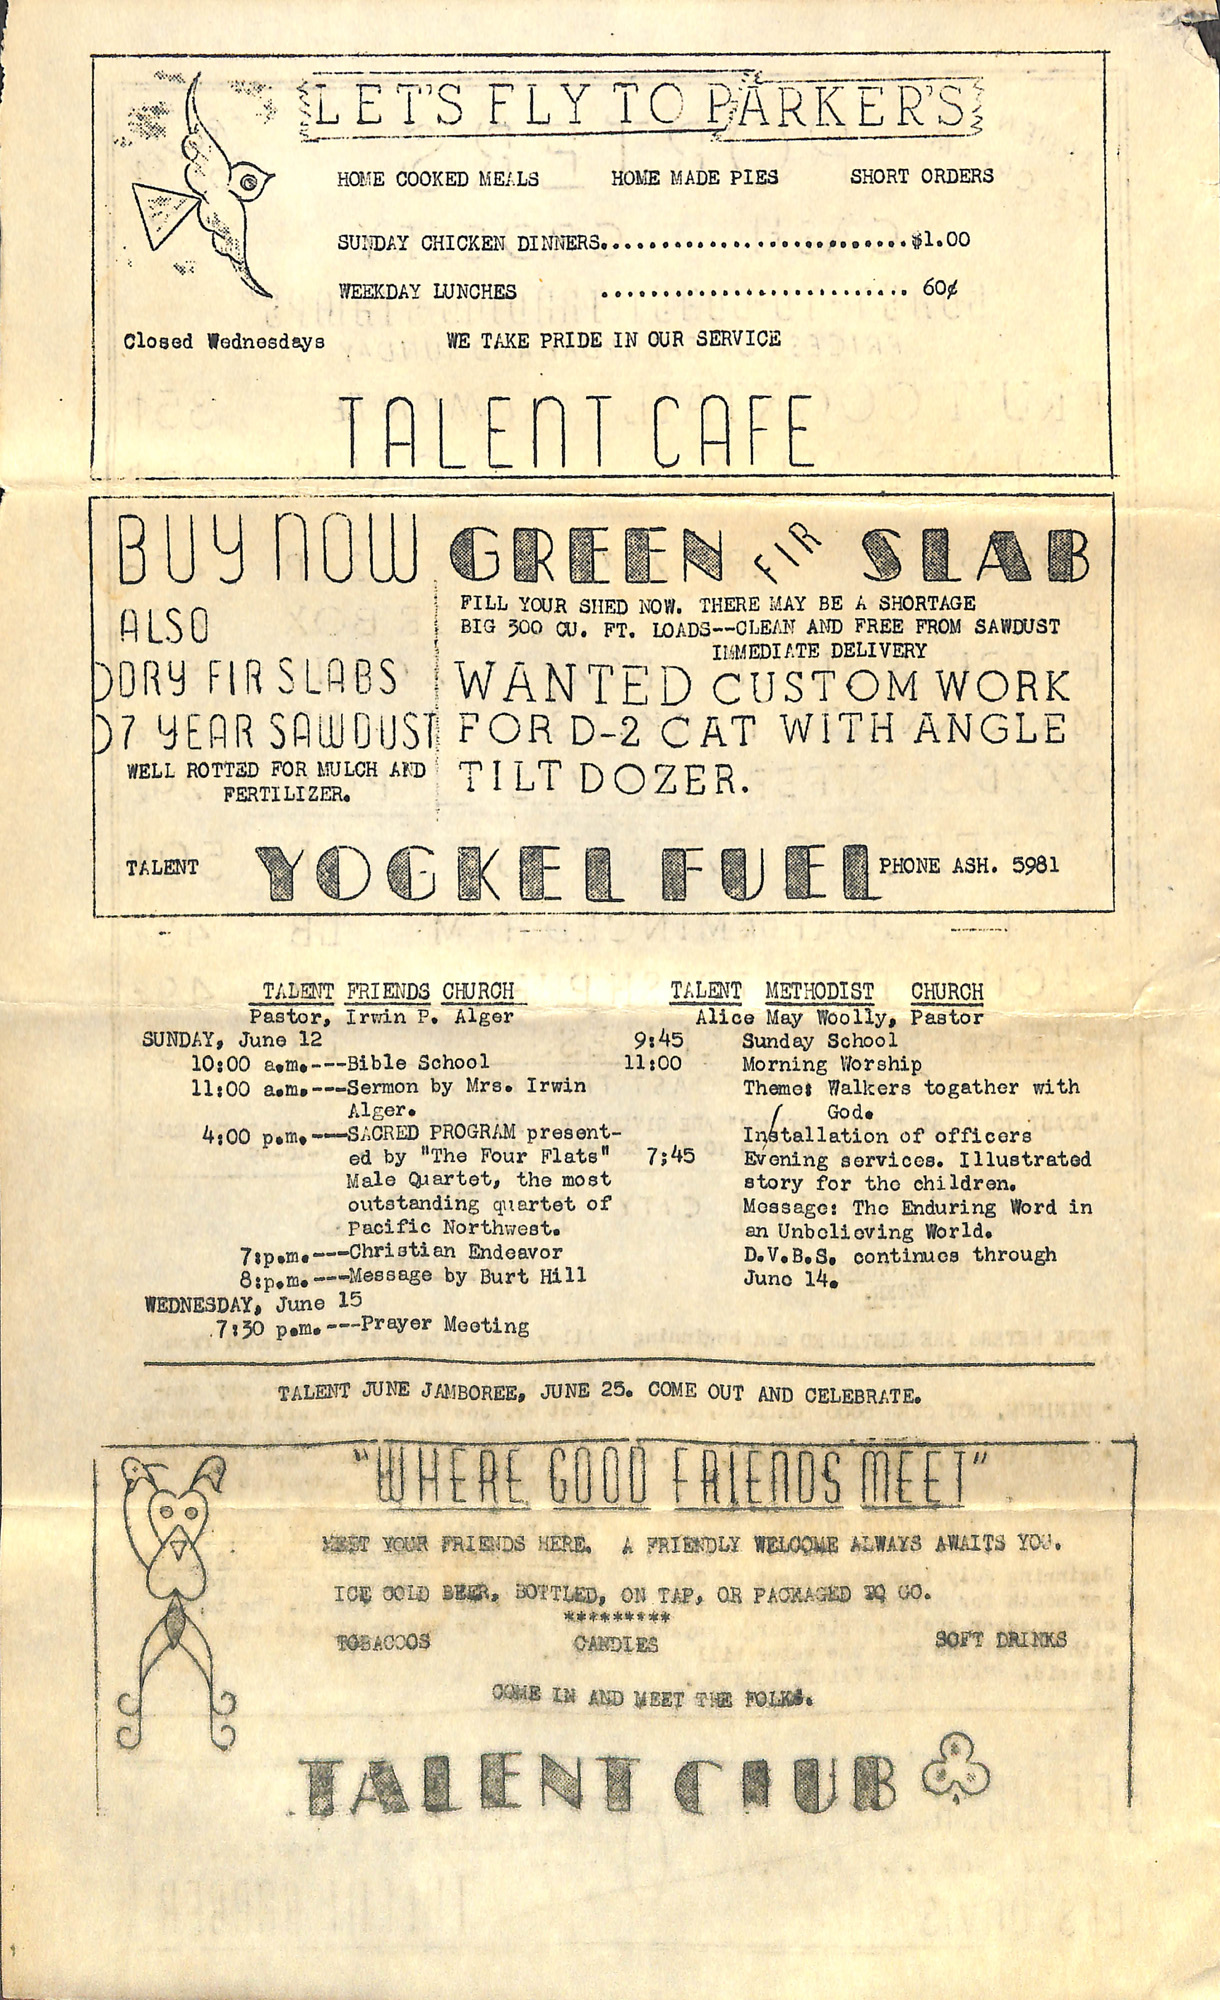 LET'S FLY TO PARKER'S
HOME COOKED MEALS HOME MADE PIES SHORT ORDERS
SUNDAY CHICKEN DINNERS..........................$1.00
WEEKDAY LUNCHES .......................... 60¢
Closed Wednesdays WE TAKE PRIDE IN OUR SERVICE
TALENT CAFE
BUY NOW GREEN FIR SLAB
ALSO
DRY FIR SLABS
7 YEAR SAWDUST
WELL ROTTED FOR MULCH AND
FERTILIZER.
FILL YOUR SHED NOW. THERE MAY BE A SHORTAGE
BIG 300 CU. FT. LOADS--CLEAN AND FREE FROM SAWDUST
IMMEDIATE DELIVERY
WANTED CUSTOM WORK
FOR D-2 CAT WITH ANGLE
TILT DOZER.
TALENT YOCKEL FUEL PHONE ASH. 5981
TALENT FRIENDS CHURCH
Pastor, Irwin P. Alger
SUNDAY, June 12
10:00 a.m.---Bible School
11:00 a.m.---Sermon by Mrs. Irwin
Alger.
4:00 p.m.---SACRED PROGRAM present-
ed by "The Four Flats"
Male Quartet, the most
outstanding quartet of
Pacific Northwest.
7:p.m.---Christian Endeavor
8:p.m.---Message by Burt Hill
WEDNESDAY, June 15
7:30 p.m.---Prayer Meeting
TALENT METHODIST CHURCH
Alice May Woolly, Pastor
9:45 Sunday School
11:00 Morning Worship
Theme: Walkers togather with
God.
Installation of officers
7;45 Evening services. Illustrated
story for the children.
Message: The Enduring Word in
an Unbelieving World.
D.V.B.S. continues through
June 14.
TALENT JUNE JAMBOREE, JUNE 25. COME OUT AND CELEBRATE.
"WHERE GOOD FRIENDS MEET"
MEET YOUR FRIENDS HERE. A FRIENDLY WELCOME ALWAYS AWAITS YOU.
ICE COLD BEER, BOTTLED, ON TAP, OR PACKAGED TO GO.
*********
TOBACCOS CANDIES SOFT DRINKS
COME IN AND MEET THE FOLKS.
TALENT CLUB